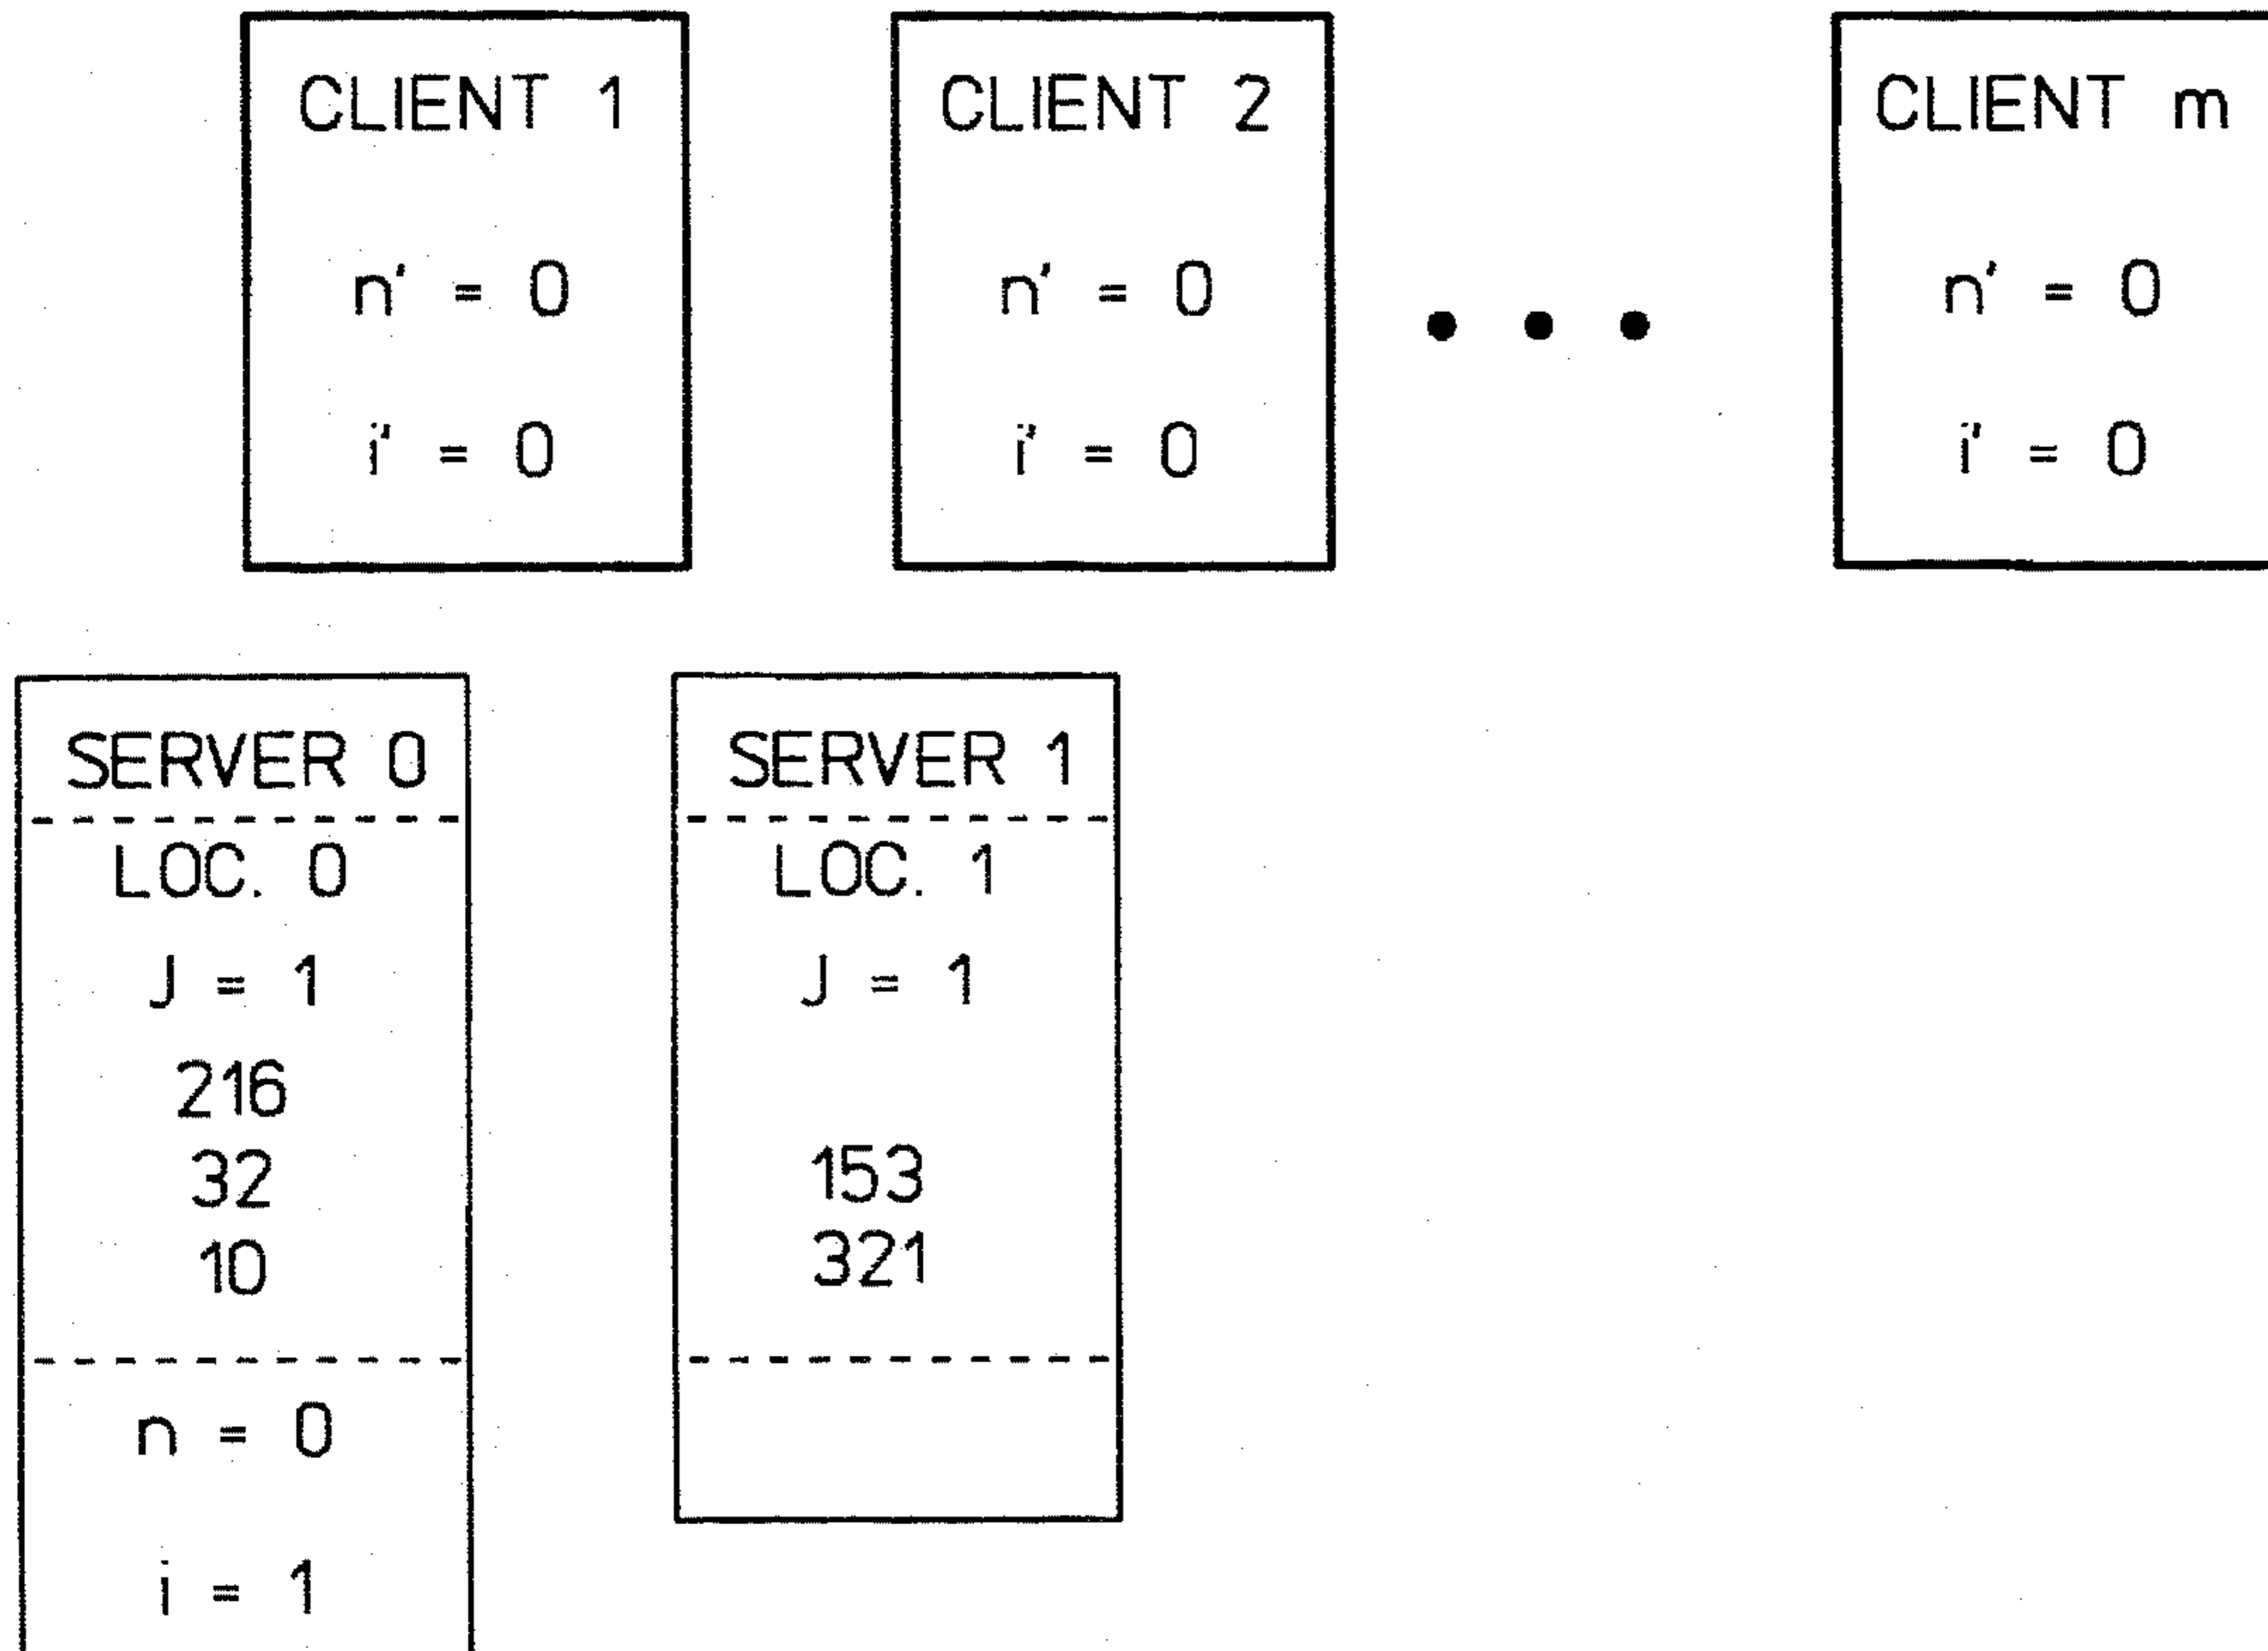 CLIENT 1
n' = 0
i' = 0
CLIENT 2
n' = 0
i' = 0
CLIENT m
n' = 0
i' = 0
SERVER 0
LOC. 0
J = 1
216
32
10
n = 0
i = 1
SERVER 1
LOC. 1
J = 1
153
321